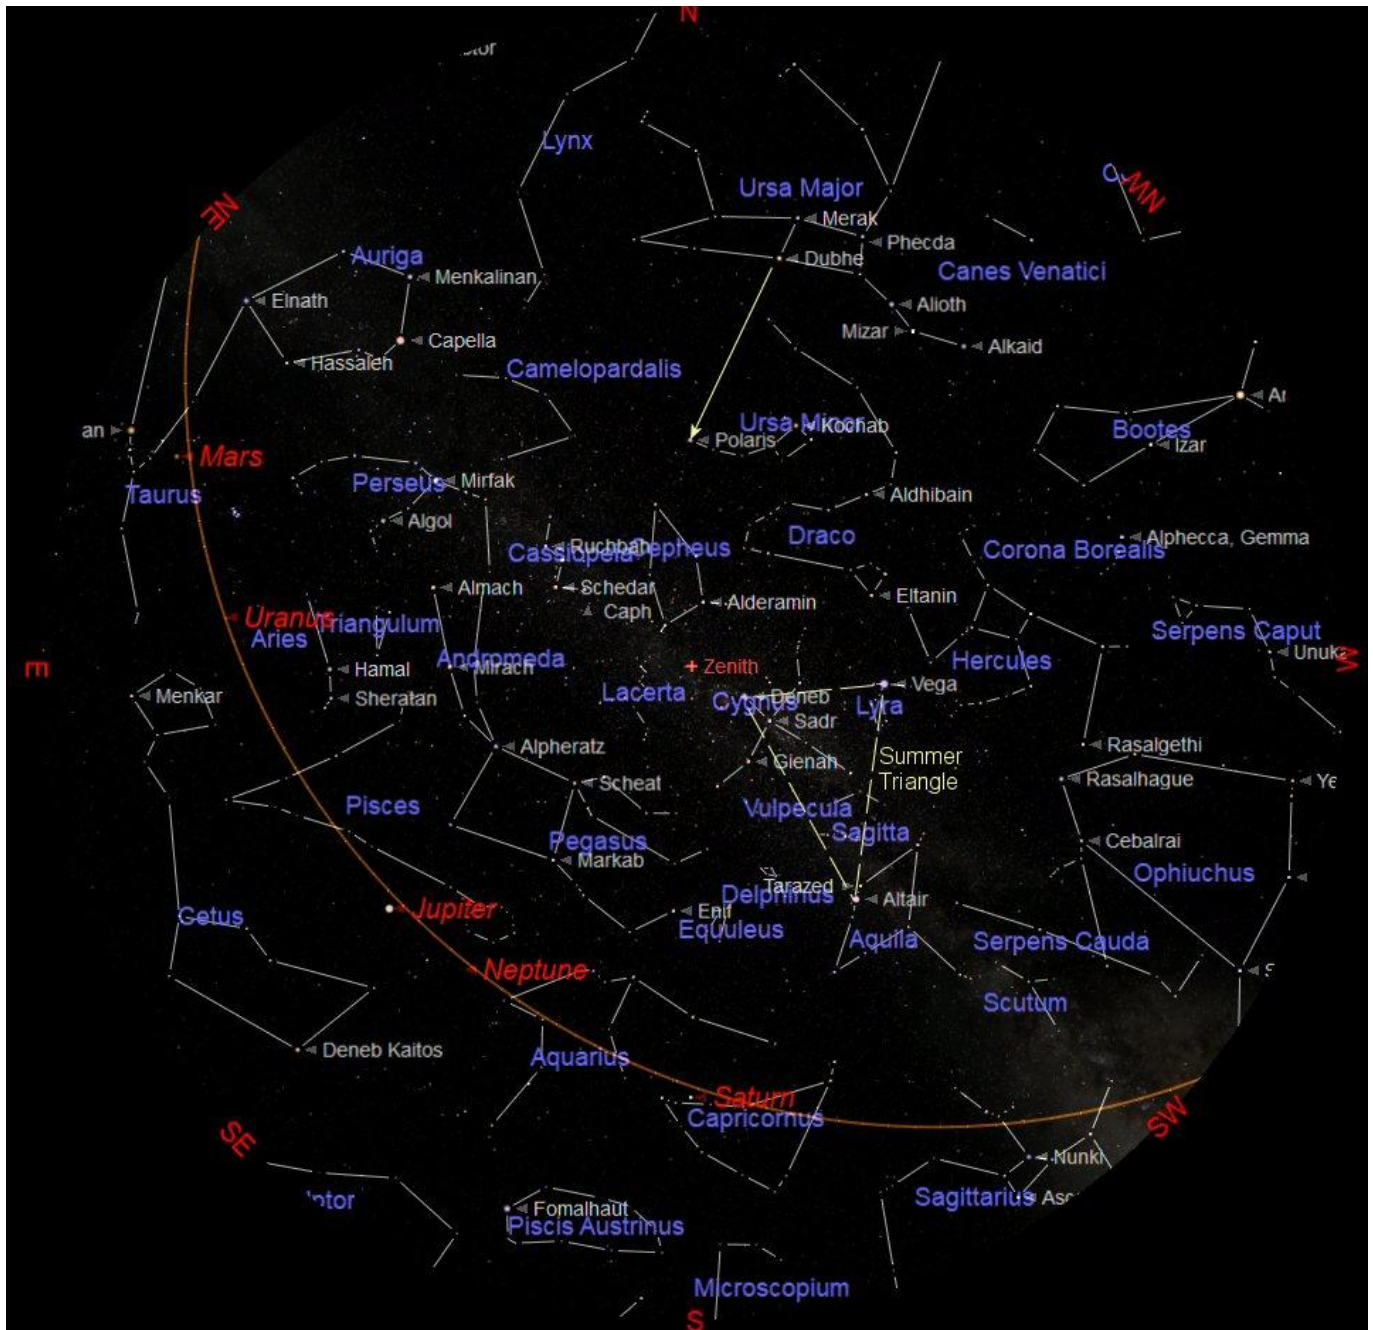 N
Lynx
Ursa Major
NW
NE
Merak
Phecda
Auriga
Dubhe
Canes Venatici
Menkalinan
Elnath
Alioth
Mizar
Alkaid
Capella
Hassaleh
Camelopardalis
Ursa Minor
Kochab
Bootes
an
Polaris
Izar
Mars
Perseus
Mirfak
Taurus
Aldhibain
Algol
Draco
Alphecca, Gemma
Cassiopeia
Ruchbah
Cepheus
Corona Borealis
Almach
Schedar
Eltanin
Uranus
Caph
Alderamin
Triangulum
Serpens Caput
Aries
E
Hamal
Andromeda
Mirach
Zenith
Hercules
Unuka
W
Menkar
Sheratan
Lacerta
Cygnus
Deneb
Vega
Lyra
Sadr
Alpheratz
Rasalgethi
Summer
Triangle
Gienah
Scheat
Rasalhague
Ye
Pisces
Vulpecula
Sagitta
Pegasus
Markab
Cebalrai
Ophiuchus
Tarazed
Delphinus
Altair
Jupiter
Enif
Cetus
Equuleus
Aquila
Serpens Cauda
Neptune
Scutum
Deneb Kaitos
Aquarius
Saturn
Capricornus
SW
SE
Nunki
Sagittarius
Asc
Fomalhaut
Piscis Austrinus
Microscopium
S